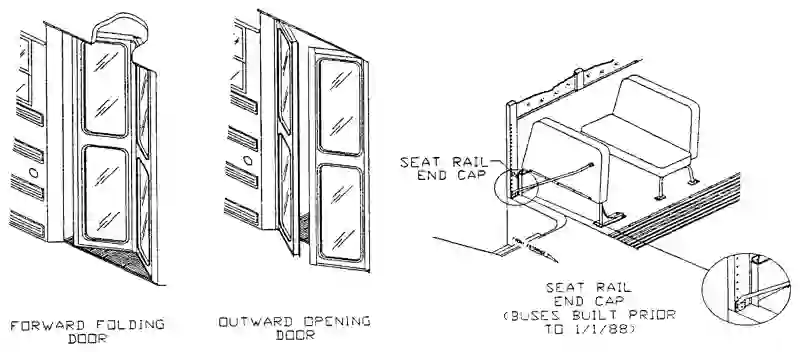 FORWARD FOLDING
DOOR
OUTWARD OPENING
DOOR
SEAT RAIL
END CAP
SEAT RAIL
END CAP
(BUSES BUILT PRIOR
TO 1/1/88)